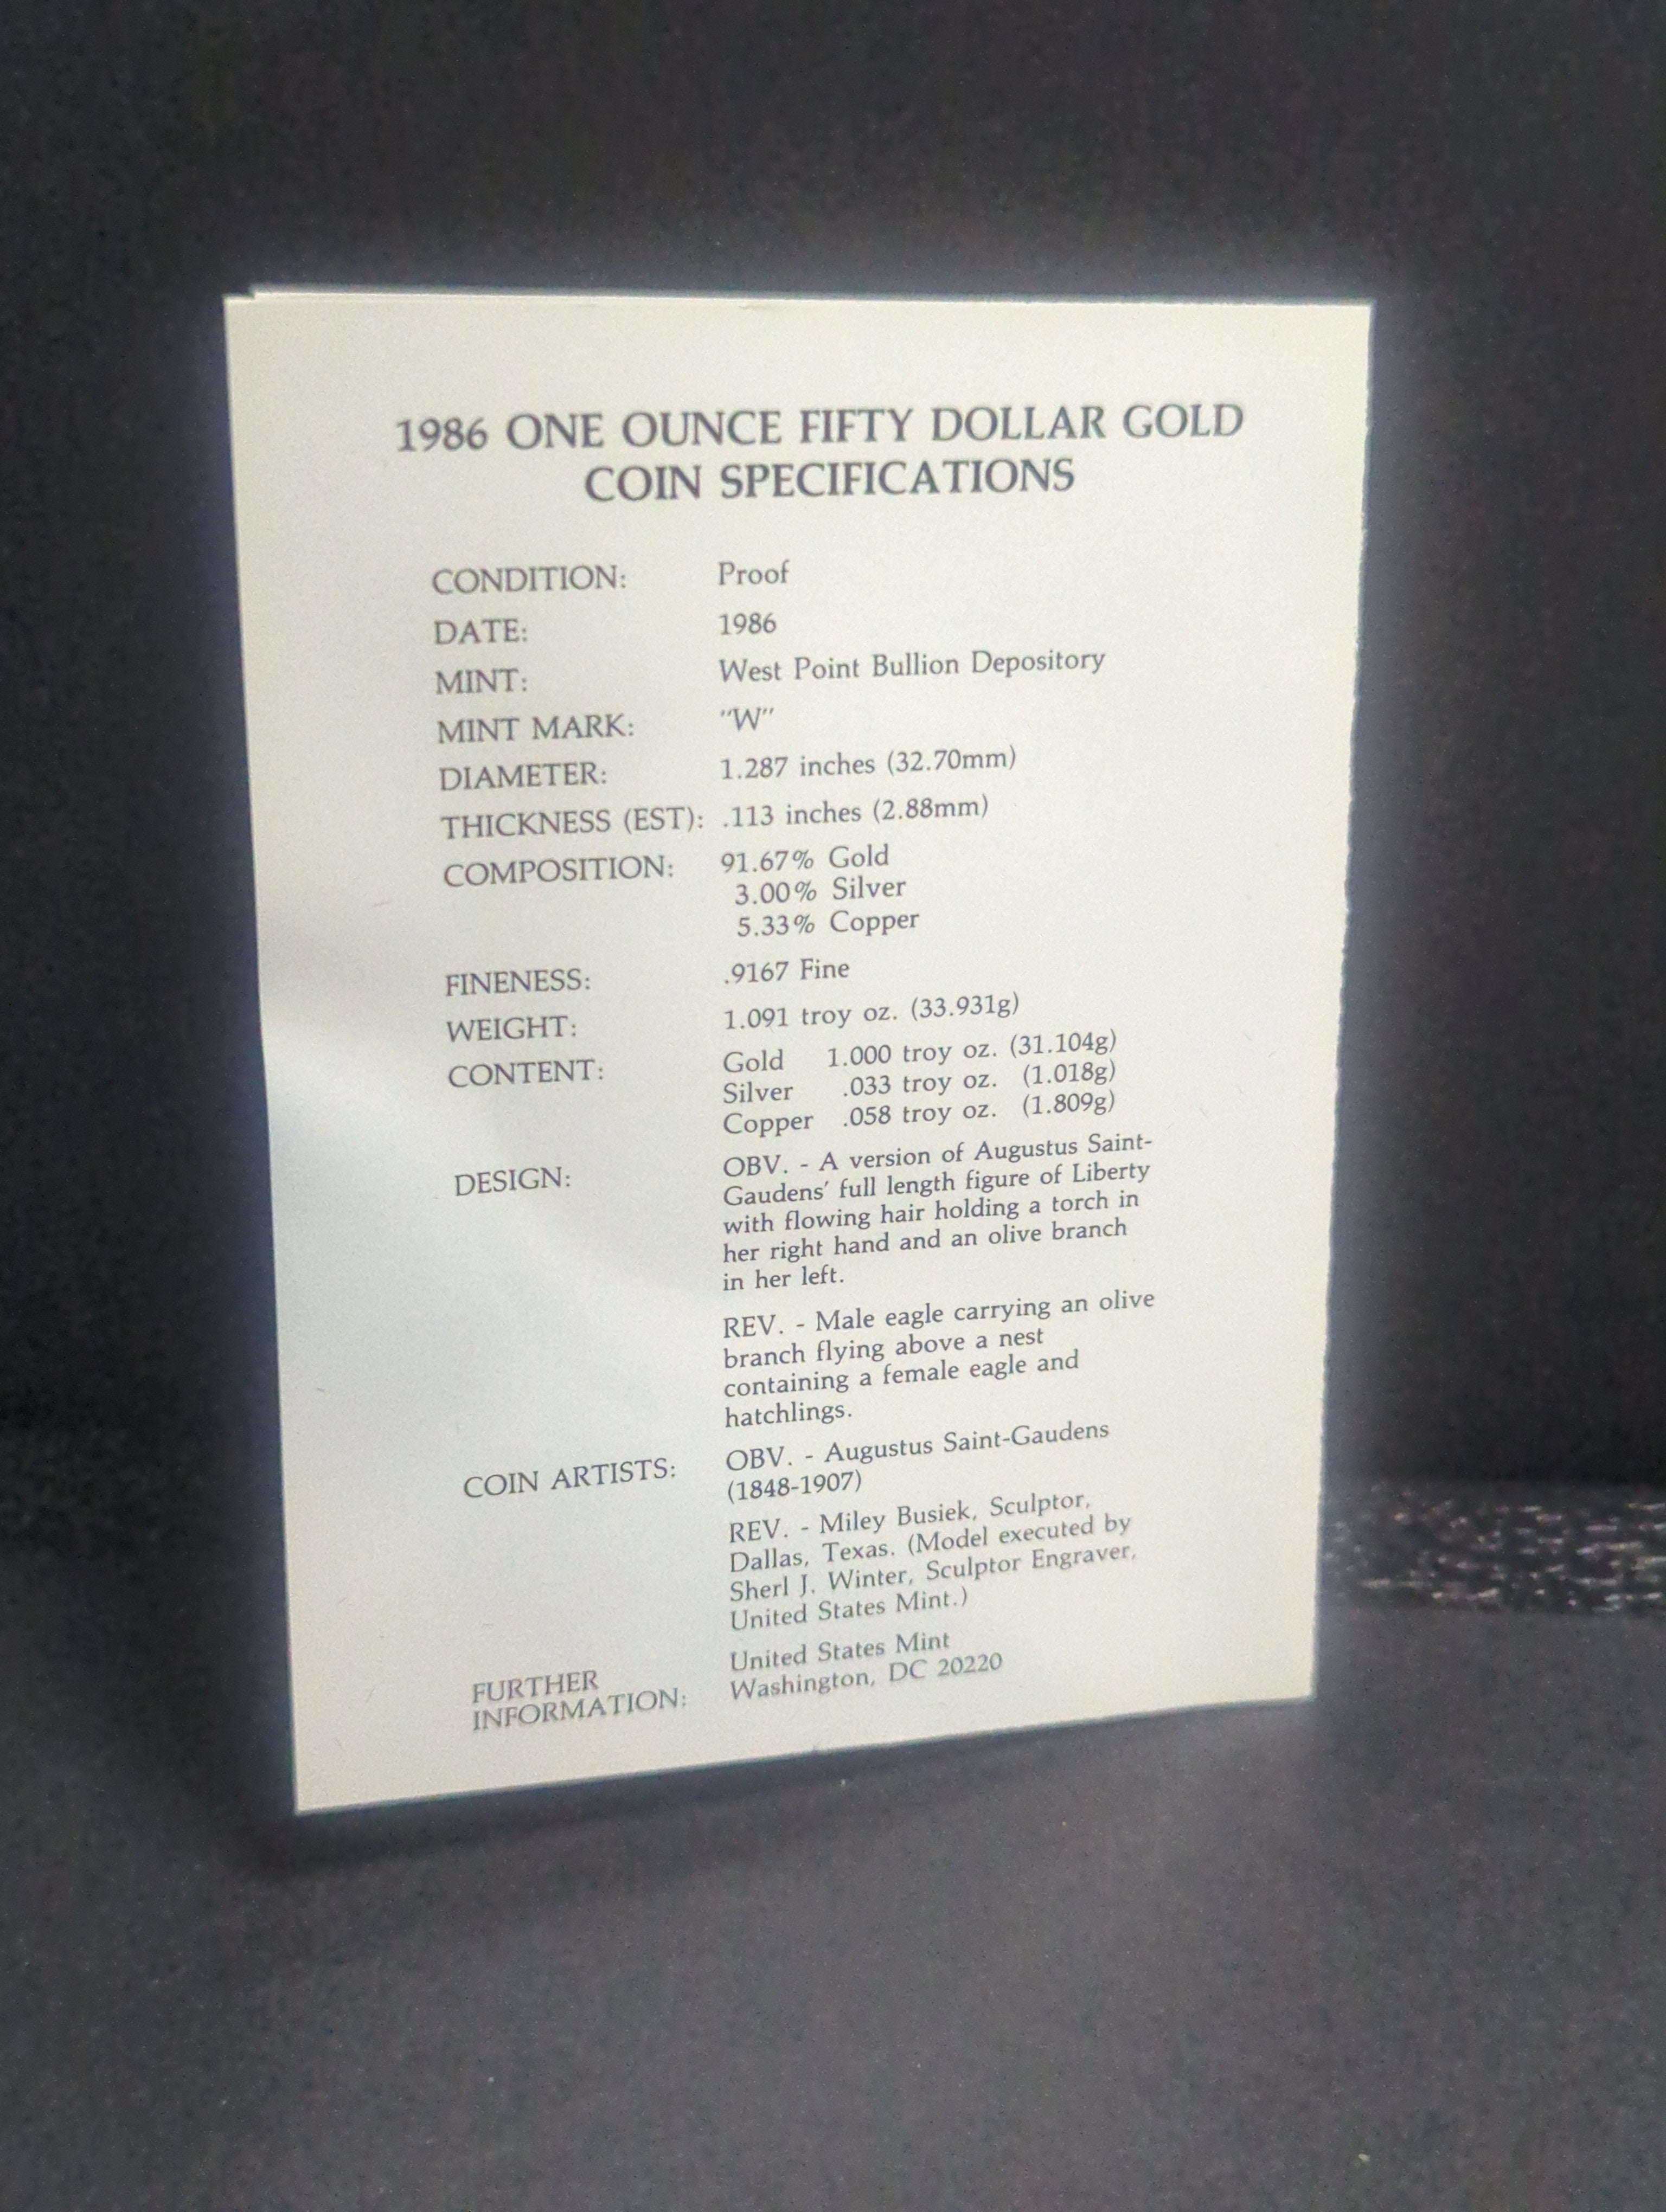 1986 ONE OUNCE FIFTY DOLLAR GOLD
COIN SPECIFICATIONS
CONDITION: Proof
DATE: 1986
MINT: West Point Bullion Depository
MINT MARK: "W"
DIAMETER: 1.287 inches (32.70mm)
THICKNESS (EST): .113 inches (2.88mm)
COMPOSITION: 91.67% Gold
3.00% Silver
5.33% Copper
FINENESS: .9167 Fine
WEIGHT: 1.091 troy oz. (33.931g)
CONTENT: Gold 1.000 troy oz. (31.104g)
Silver .033 troy oz. (1.018g)
Copper .058 troy oz. (1.809g)
DESIGN: OBV. - A version of Augustus Saint-
Gaudens' full length figure of Liberty
with flowing hair holding a torch in
her right hand and an olive branch
in her left.
REV. - Male eagle carrying an olive
branch flying above a nest
containing a female eagle and
hatchlings.
COIN ARTISTS: OBV. - Augustus Saint-Gaudens
(1848-1907)
REV. - Miley Busiek, Sculptor,
Dallas, Texas. (Model executed by
Sherl J. Winter, Sculptor Engraver,
United States Mint.)
FURTHER United States Mint
INFORMATION: Washington, DC 20220